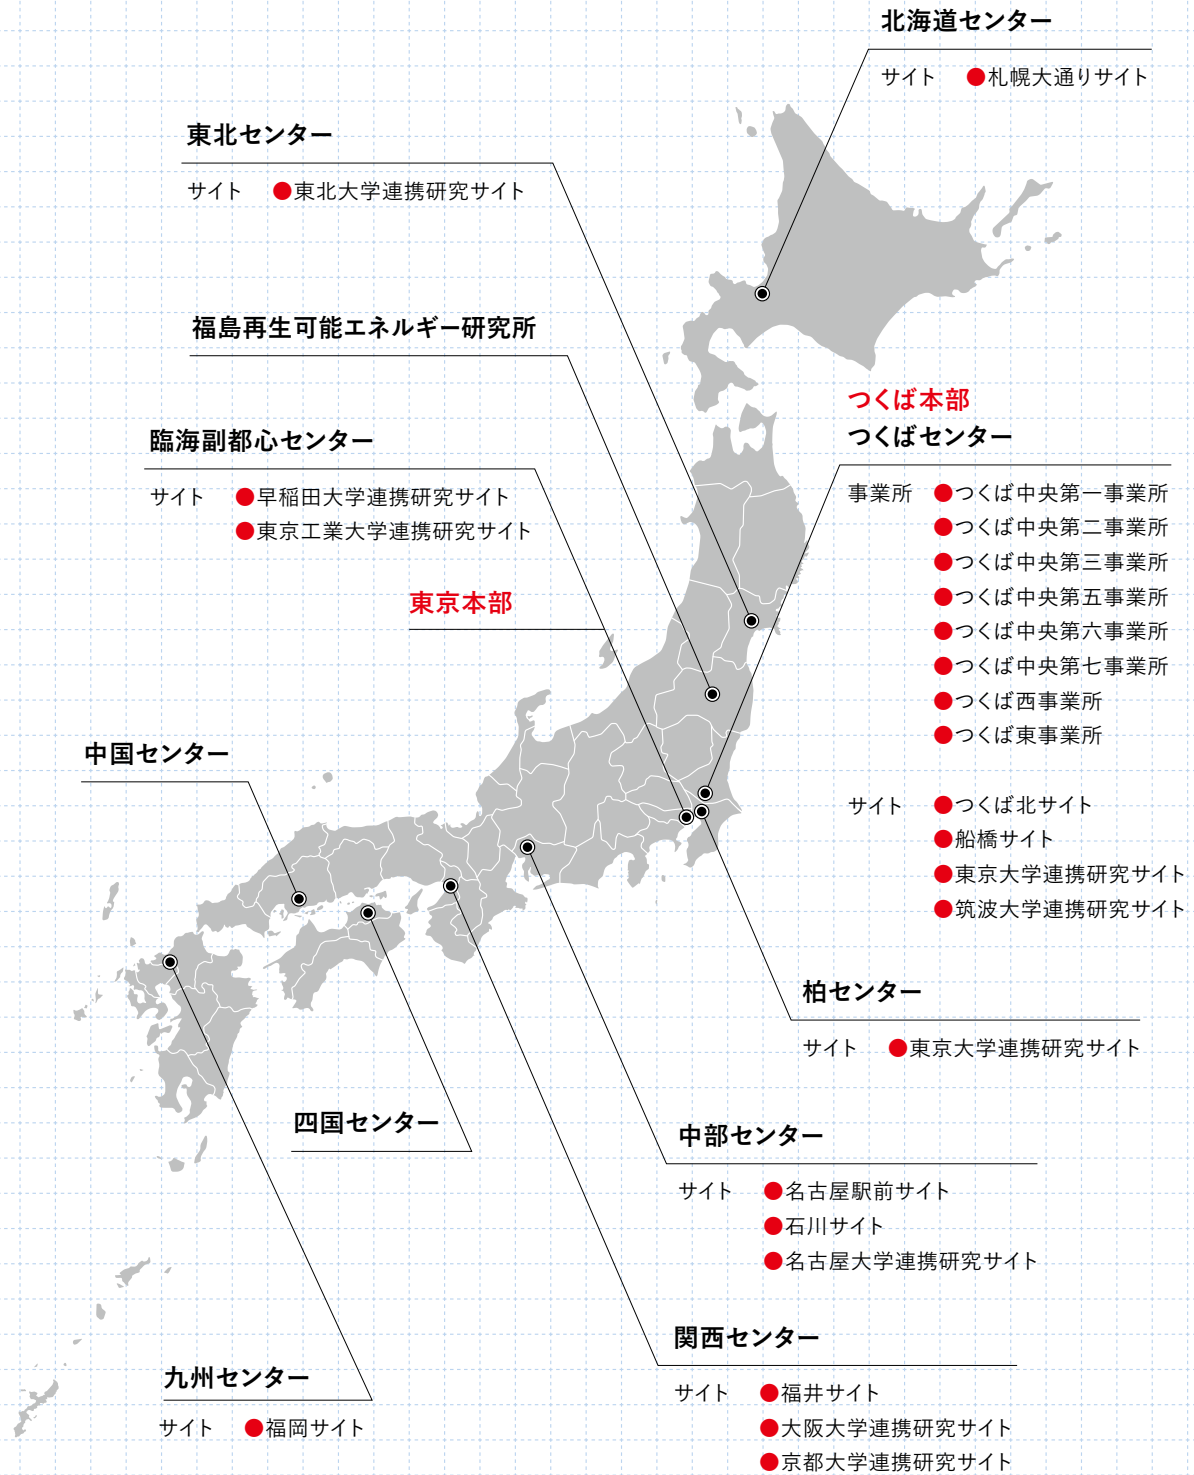 北海道センター
サイト ●札幌大通りサイト
東北センター
サイト ●東北大学連携研究サイト
福島再生可能エネルギー研究所
つくば本部
つくばセンター
事業所 ●つくば中央第一事業所
●つくば中央第二事業所
●つくば中央第三事業所
●つくば中央第五事業所
●つくば中央第六事業所
●つくば中央第七事業所
●つくば西事業所
●つくば東事業所
サイト ●つくば北サイト
●船橋サイト
●東京大学連携研究サイト
●筑波大学連携研究サイト
臨海副都心センター
サイト ●早稲田大学連携研究サイト
●東京工業大学連携研究サイト
東京本部
中国センター
柏センター
サイト ●東京大学連携研究サイト
四国センター
中部センター
サイト ●名古屋駅前サイト
●石川サイト
●名古屋大学連携研究サイト
関西センター
サイト ●福井サイト
●大阪大学連携研究サイト
●京都大学連携研究サイト
九州センター
サイト ●福岡サイト